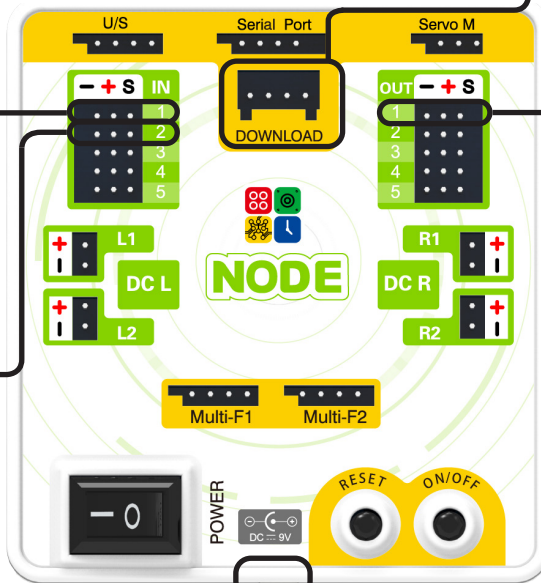 U/S Serial Port Servo M
− + S IN
OUT − + S
1
2
3
4
5
1
2
3
4
5
DOWNLOAD
+ − L1
R1 + −
DC L
NODE
DC R
+ − L2
R2 + −
Multi-F1 Multi-F2
− O
POWER
DC 9V
RESET
ON/OFF